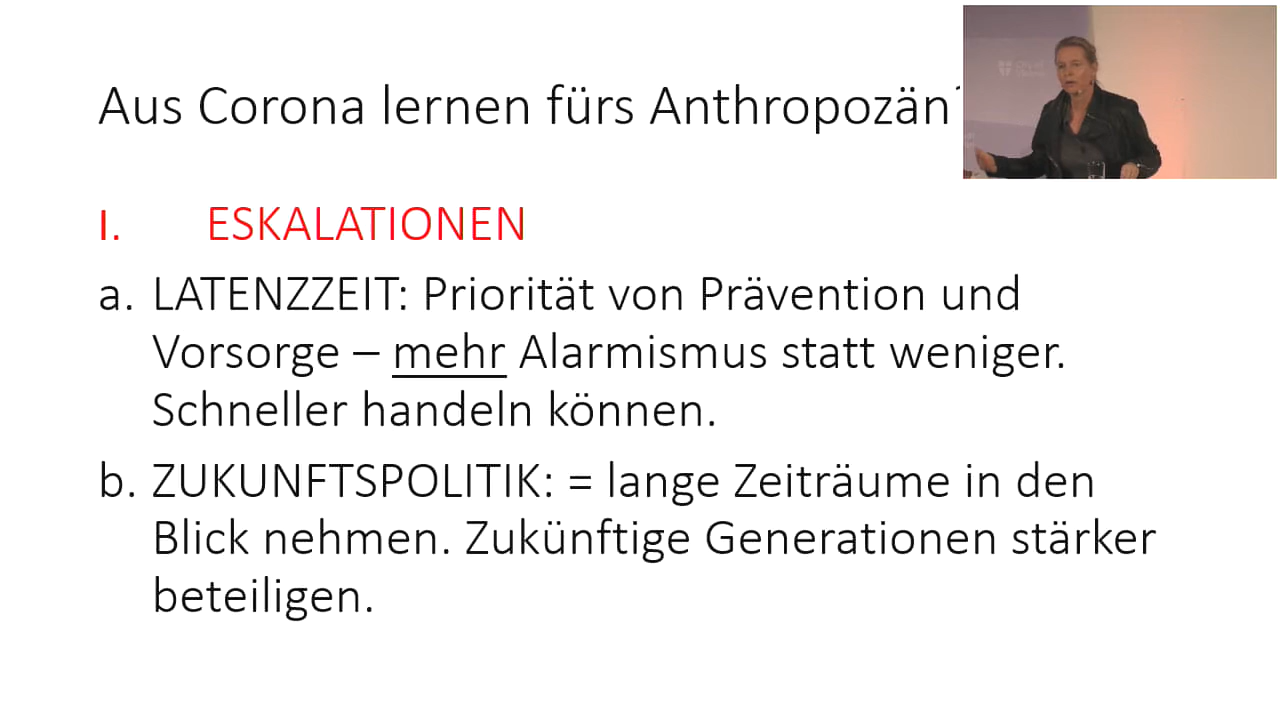 Aus Corona lernen fürs Anthropozän
I. ESKALATIONEN
a. LATENZZEIT: Priorität von Prävention und
Vorsorge – mehr Alarmismus statt weniger.
Schneller handeln können.
b. ZUKUNFTSPOLITIK: = lange Zeiträume in den
Blick nehmen. Zukünftige Generationen stärker
beteiligen.